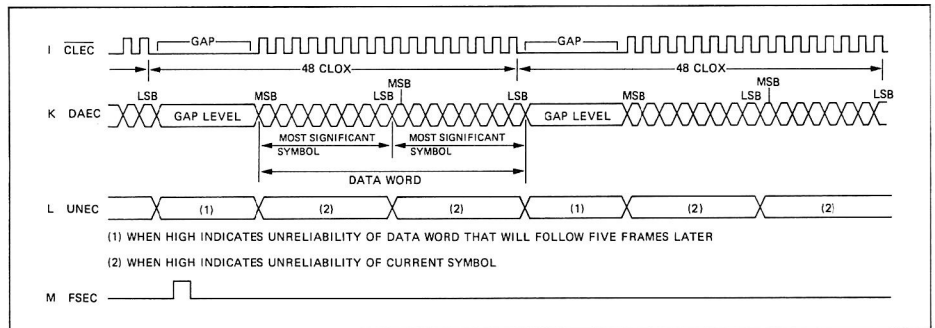 I CLEC GAP GAP
48 CLOX 48 CLOX
LSB MSB LSB MSB LSB MSB LSB MSB LSB
K DAEC GAP LEVEL GAP LEVEL
MOST SIGNIFICANT SYMBOL MOST SIGNIFICANT SYMBOL
DATA WORD
L UNEC (1) (2) (2) (1) (2) (2)
(1) WHEN HIGH INDICATES UNRELIABILITY OF DATA WORD THAT WILL FOLLOW FIVE FRAMES LATER
(2) WHEN HIGH INDICATES UNRELIABILITY OF CURRENT SYMBOL
M FSEC